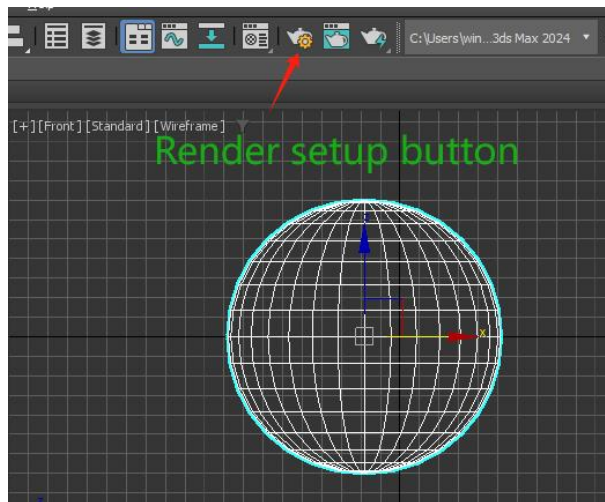 C:\Users\win...3ds Max 2024
[+][Front][Standard][Wireframe]
Render setup button
z
x